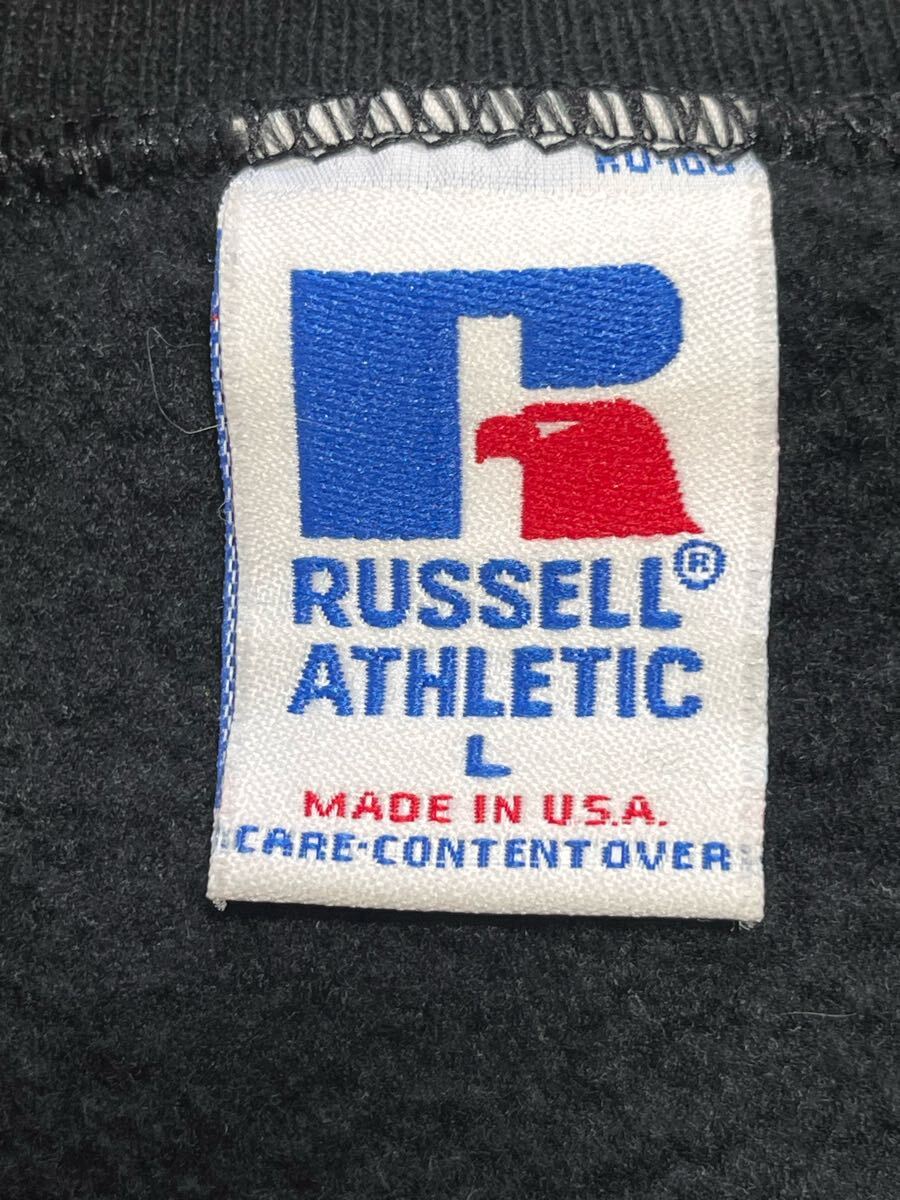 RUSSELL®
ATHLETIC
L
MADE IN U.S.A.
CARE-CONTENT OVER